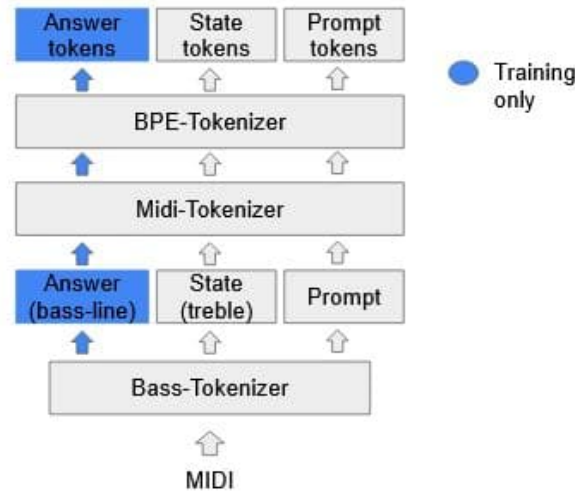 Answer
tokens
State
tokens
Prompt
tokens
Training
only
BPE-Tokenizer
Midi-Tokenizer
Answer
(bass-line)
State
(treble)
Prompt
Bass-Tokenizer
MIDI